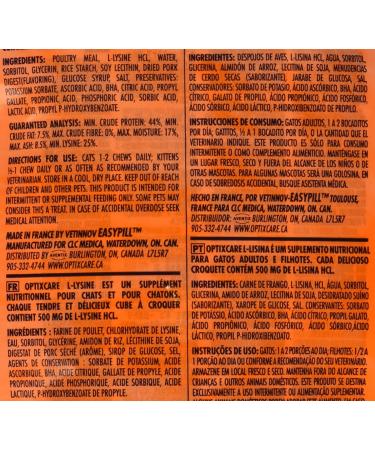 INGREDIENTS: POULTRY MEAL, L-LYSINE HCL, WATER,
SORBITOL, GLYCERIN, RICE STARCH, SOY LECITHIN, DRIED PORK
DIGEST(FLAVORING), GLUCOSE SYRUP, SALT, PRESERVATIVES:
POTASSIUM SORBATE, ASCORBIC ACID, BHA, CITRIC ACID, PROPYL
GALLATE, PROPIONIC ACID, PHOSPHORIC ACID, SORBIC ACID,
LACTIC ACID, PROPYL P-HYDROXYBENZOATE.
GUARANTEED ANALYSIS: MIN. CRUDE PROTEIN: 44%, MIN.
CRUDE FAT: 7.5%, MAX. CRUDE FIBRE: 0%, MAX. MOISTURE: 17%,
MAX. ASH: 8.5%, MIN. LYSINE: 25%
DIRECTIONS FOR USE: CATS 1-2 CHEWS DAILY, KITTENS
½-1 CHEW DAILY OR AS OFTEN AS RECOMMENDED BY YOUR
VETERINARIAN. STORE IN A COOL, DRY PLACE. KEEP OUT OF REACH
OF CHILDREN AND OTHER PETS. THIS PRODUCT IS INTENDED FOR
INTERMITTENT OR SUPPLEMENTAL FEEDING ONLY. SOME PETS MAY
CONSIDER THIS A TREAT. IN CASE OF ACCIDENTAL OVERDOSE SEEK
MEDICAL ATTENTION.
MADE IN FRANCE BY VETINNOV EASYPILL™
MANUFACTURED FOR CLC MEDICA, WATERDOWN, ON. CAN.
DISTRIBUTED BY AVENTIX BURLINGTON, ON, CANADA L7L5R7
905-332-4744 WWW.OPTIXCARE.COM
FR OPTIXCARE L-LYSINE EST UN SUPPLÉMENT
NUTRITIONNEL POUR CHATS ET POUR CHATONS.
CHAQUE TENDRE ET DÉLICIEUX CUBE À CROQUER
CONTIENT 500 MG DE L-LYSINE HCL.
INGRÉDIENTS : FARINE DE POULET, CHLORHYDRATE DE LYSINE,
EAU, SORBITOL, GLYCÉRINE, AMIDON DE RIZ, LÉCITHINE DE SOJA,
DIGESTAT DE PORC SÉCHÉ (ARÔME), SIROP DE GLUCOSE, SEL,
AGENTS DE CONSERVATION : SORBATE DE POTASSIUM, ACIDE
ASCORBIQUE, BHA, ACIDE CITRIQUE, GALLATE DE PROPYLE, ACIDE
PROPIONIQUE, ACIDE PHOSPHORIQUE, ACIDE SORBIQUE, ACIDE
LACTIQUE, P-HYDROXYBENZOATE DE PROPYLE.
INGREDIENTES: DESPOJOS DE AVES, L-LISINA HCL, AGUA, SORBITOL,
GLICERINA, ALMIDÓN DE ARROZ, LECITINA DE SOJA, MENUDENCIAS
DE CERDO SECAS (SABORIZANTE), JARABE DE GLUCOSA, SAL,
CONSERVADORES: SORBATO DE POTASIO, ÁCIDO ASCÓRBICO, BHA, ÁCIDO
CÍTRICO, GALATO DE PROPILO, ÁCIDO PROPIÓNICO, ÁCIDO FOSFÓRICO,
ÁCIDO SÓRBICO, ÁCIDO LÁCTICO, P-HIDROXIBENZOATO DE PROPILO.
INSTRUCCIONES DE CONSUMO: GATOS ADULTOS, 1 A 2 BOCADITOS
POR DÍA; GATITOS, ½ A 1 BOCADITOS POR DÍA O LA CANTIDAD QUE EL
VETERINARIO INDIQUE. ESTE PRODUCTO ES SÓLO PARA CONSUMO
INTERMITENTE O COMO COMPLEMENTO ALIMENTICIO. MANTENGA EN
UN LUGAR FRESCO, SECO Y FUERA DEL ALCANCE DE LOS NIÑOS O DE
OTRAS MASCOTAS. PARA ALGUNAS MASCOTAS SERÁ UNA GOLOSINA, EN
CASO DE SOBREDOSIS ACCIDENTAL, BUSQUE ASISTENCIA MÉDICA.
HECHO EN FRANCE, POR VETINNOV-EASYPILL™ TOULOUSE,
FRANCE PARA CLC MEDICA, WATERDOWN, ON, CAN.
DISTRIBUIDOR: AVENTIX BURLINGTON, ON, CANADA L7L5R7
905-332-4744 WWW.OPTIXCARE.COM
PT OPTIXCARE L-LISINA É UM SUPLEMENTO NUTRICIONAL
PARA GATOS ADULTOS E FILHOTES. CADA DELICIOSO
CROQUETE CONTÉM 500 MG DE L-LISINA HCL.
INGREDIENTES: CARNE DE FRANGO, L-LISINA, HCL, ÁGUA, SORBITOL,
GLYCERINA, AMIDO DE ARROZ, LECITINA DE SOJA, DESIDRATADO SUÍNO
(SABORIZANTE), XAROPE DE GLUCOSE, SAL, CONSERVANTES: SORBATO
DE POTÁSSIO, ÁCIDO ASCÓRBICO, BHA, ÁCIDO CÍTRICO, PROPYL GALLATE,
ÁCIDO PROPIÔNICO, ÁCIDO FOSFÓRICO, ÁCIDO SÓRBICO,ÁCIDO
LÁCTICO, PROPIL P-HIDROXIBENZOATO.
INSTRUÇÕES DE USO: GATOS: 1 A 2 PORÇÕES AO DIA, FILHOTES: 1/2 A
1 PORÇÃO AO DIA OU CONFORME A RECOMENDAÇÃO DO VETERINÁRIO.
ARMAZENE EM LOCAL FRESCO E SECO. MANTENHA FORA DO ALCANCE DE
CRIANÇAS E OUTROS ANIMAIS DOMÉSTICOS. ESTE PRODUTO SE DESTINA
EXCLUSIVAMENTE A USO INTERMITENTE OU ALIMENTAÇÃO SUPLEMENTAR.